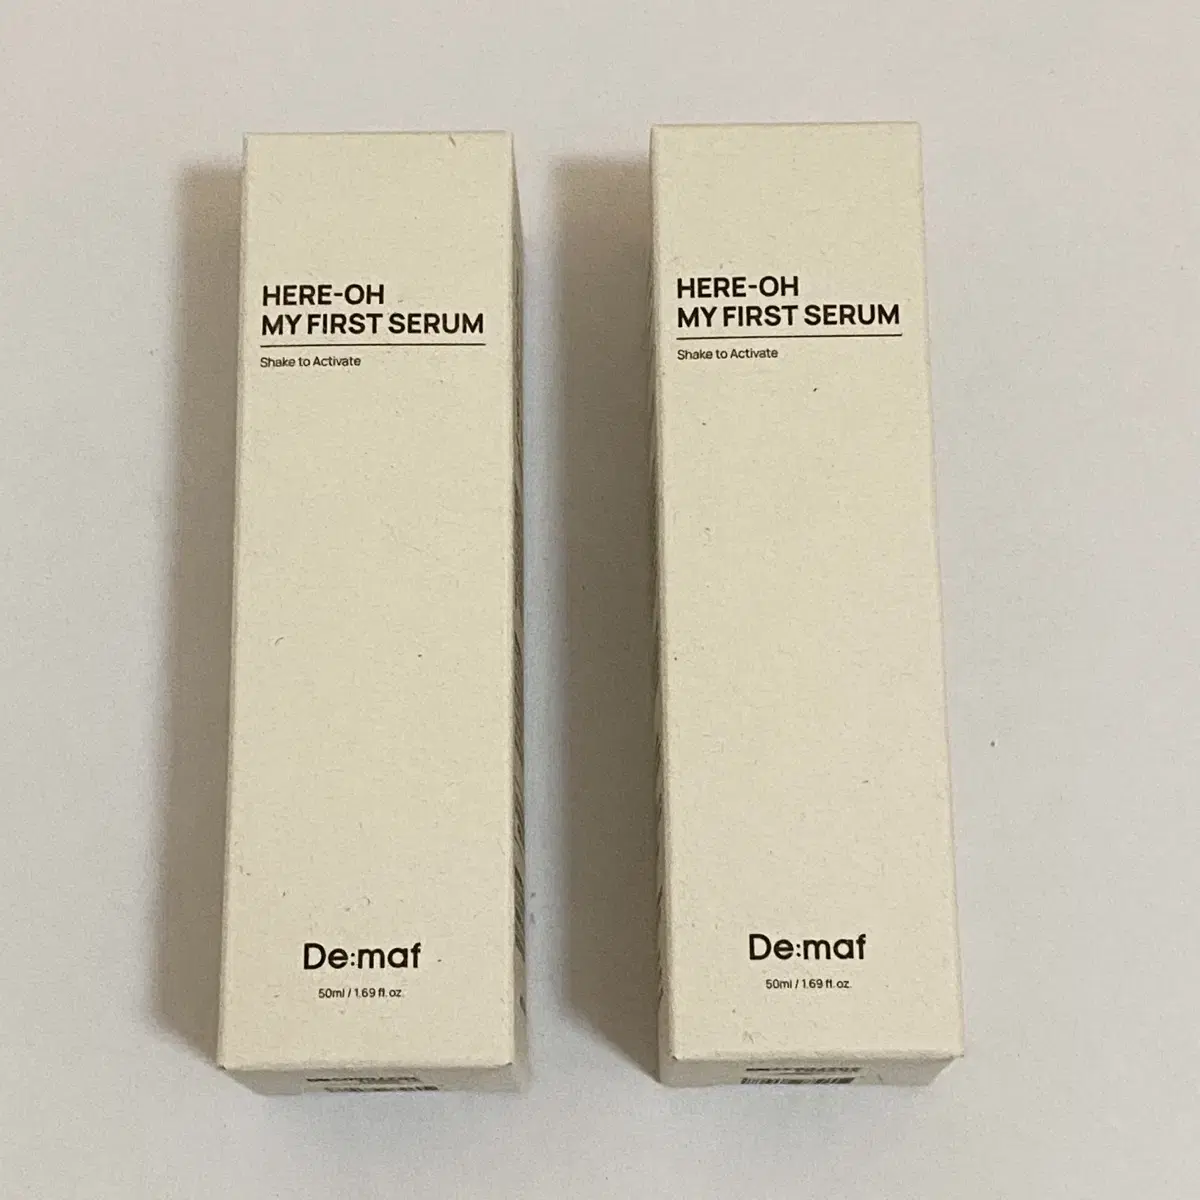 HERE-OH
MY FIRST SERUM
Shake to Activate
De:maf
50ml / 1.69 fl. oz.
HERE-OH
MY FIRST SERUM
Shake to Activate
De:maf
50ml / 1.69 fl. oz.